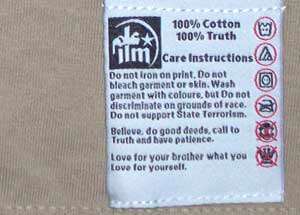 100% Cotton
100% Truth
ilm
Care Instructions
Do not iron on print, Do not
bleach garment or skin. Wash
garment with colours, but Do not
discriminate on grounds of race.
Do not support State Terrorism.
Believe, do good deeds, call to
Truth and have patience.
Love for your brother what you
Love for yourself.